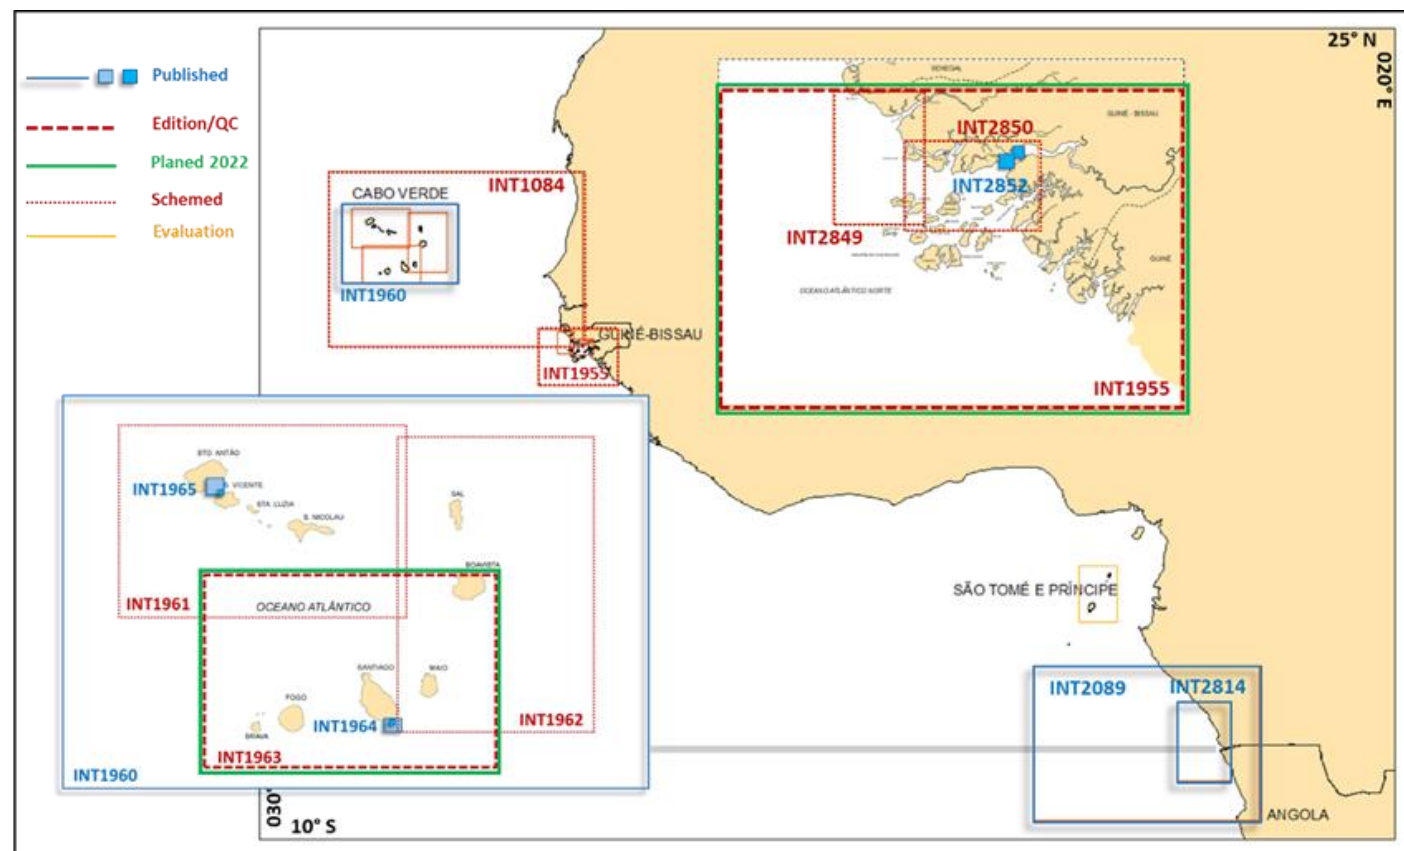 25° N
020° E
Published
Edition/QC
Planed 2022
Schemed
Evaluation
SENEGAL
GUINÉ - BISSAU
INT2850
INT2852
INT2849
GUINÉ
OCEANO ATLÂNTICO NORTE
INT1955
INT1084
CABO VERDE
INT1960
GUINÉ-BISSAU
INT1955
STO. ANTÃO
INT1965
S. VICENTE
STA. LUZIA
S. NICOLAU
SAL
BOAVISTA
INT1961
OCEANO ATLÂNTICO
SANTIAGO
MAIO
FOGO
INT1964
INT1962
BRAVA
INT1963
INT1960
SÃO TOMÉ E PRÍNCIPE
INT2089
INT2814
ANGOLA
030°
10° S